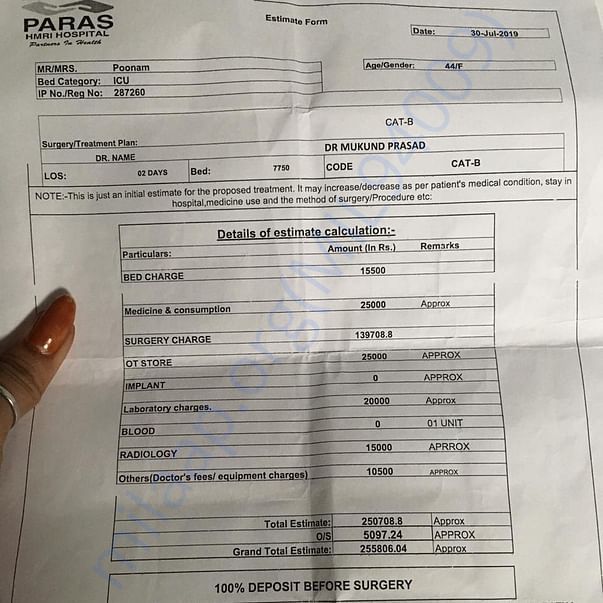 PARAS
HMRI HOSPITAL
Partners In Health
Estimate Form
Date: 30-Jul-2019
MR/MRS. Poonam
Age/Gender: 44/F
Bed Category: ICU
IP No./Reg No: 287260
CAT-B
Surgery/Treatment Plan:
DR. NAME DR MUKUND PRASAD
LOS: 02 DAYS Bed: 7750 CODE CAT-B
NOTE:-This is just an initial estimate for the proposed treatment. It may increase/decrease as per patient's medical condition, stay in
hospital,medicine use and the method of surgery/Procedure etc:
Details of estimate calculation:-
Particulars: Amount (In Rs.) Remarks
BED CHARGE 15500
Medicine & consumption 25000 Approx
SURGERY CHARGE 139708.8
OT STORE 25000 APPROX
IMPLANT 0 APPROX
Laboratory charges. 20000 Approx
BLOOD 0 01 UNIT
RADIOLOGY 15000 APRROX
Others(Doctor's fees/ equipment charges) 10500 APPROX
Total Estimate: 250708.8 Approx
O/S 5097.24 APPROX
Grand Total Estimate: 255806.04 Approx
100% DEPOSIT BEFORE SURGERY